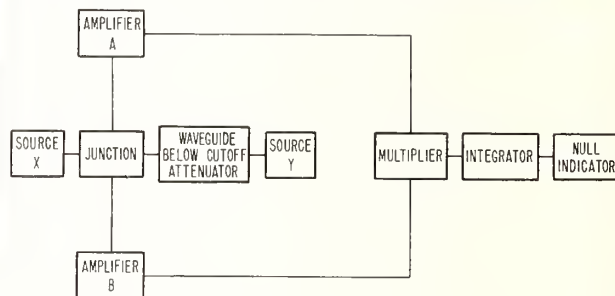 AMPLIFIER
A
SOURCE
X
JUNCTION
WAVEGUIDE
BELOW CUTOFF
ATTENUATOR
SOURCE
Y
MULTIPLIER
INTEGRATOR
NULL
INDICATOR
AMPLIFIER
B